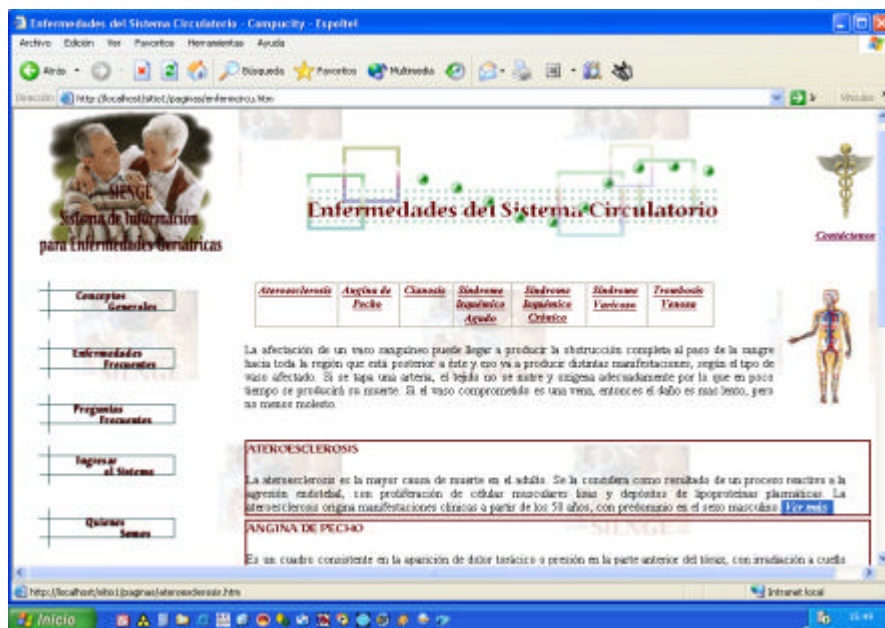 Enfermedades del Sistema Circulatorio - Campucity - Espoltel
Archivo Edición Ver Favoritos Herramientas Ayuda
Atrás Búsqueda Favoritos Multimedia
Dirección http://localhost/sitio1/paginas/enfermcircu.htm Ir Vínculos
SIENGE
Sistema de Información
para Enfermedades Geriatricas
Enfermedades del Sistema Circulatorio
Contáctenos
Conceptos
Generales
Enfermedades
Frecuentes
Preguntas
Frecuentes
Ingresar
al Sistema
Quienes
Somos
Ateroesclerosis Angina de Cianosis Síndrome Síndrome Síndrome Trombosis
Pecho Isquémico Isquémico Varicoso Venosa
Agudo Crónico
La afectación de un vaso sanguíneo puede llegar a producir la obstrucción completa al paso de la sangre
hacia toda la región que está posterior a éste y eso va a producir distintas manifestaciones, según el tipo de
vaso afectado. Si se tapa una arteria, el tejido no se nutre y oxigena adecuadamente por lo que en poco
tiempo se producirá su muerte. Si el vaso comprometido es una vena, entonces el daño es mas lento, pero
no menos molesto.
ATEROESCLEROSIS
La ateroesclerosis es la mayor causa de muerte en el adulto. Se la considera como resultado de un proceso reactivo a la
agresión endotelial, con proliferación de células musculares lisas y depósitos de lipoproteínas plasmáticas. La
ateroesclerosis origina manifestaciones clínicas a partir de los 50 años, con predominio en el sexo masculino. Ver más
ANGINA DE PECHO
SIENGE
Es un cuadro consistente en la aparición de dolor torácico o presión en la parte anterior del tórax, con irradiación a cuello
http://localhost/sitio1/paginas/ateroesclerosis.htm Intranet local
Inicio 15:49